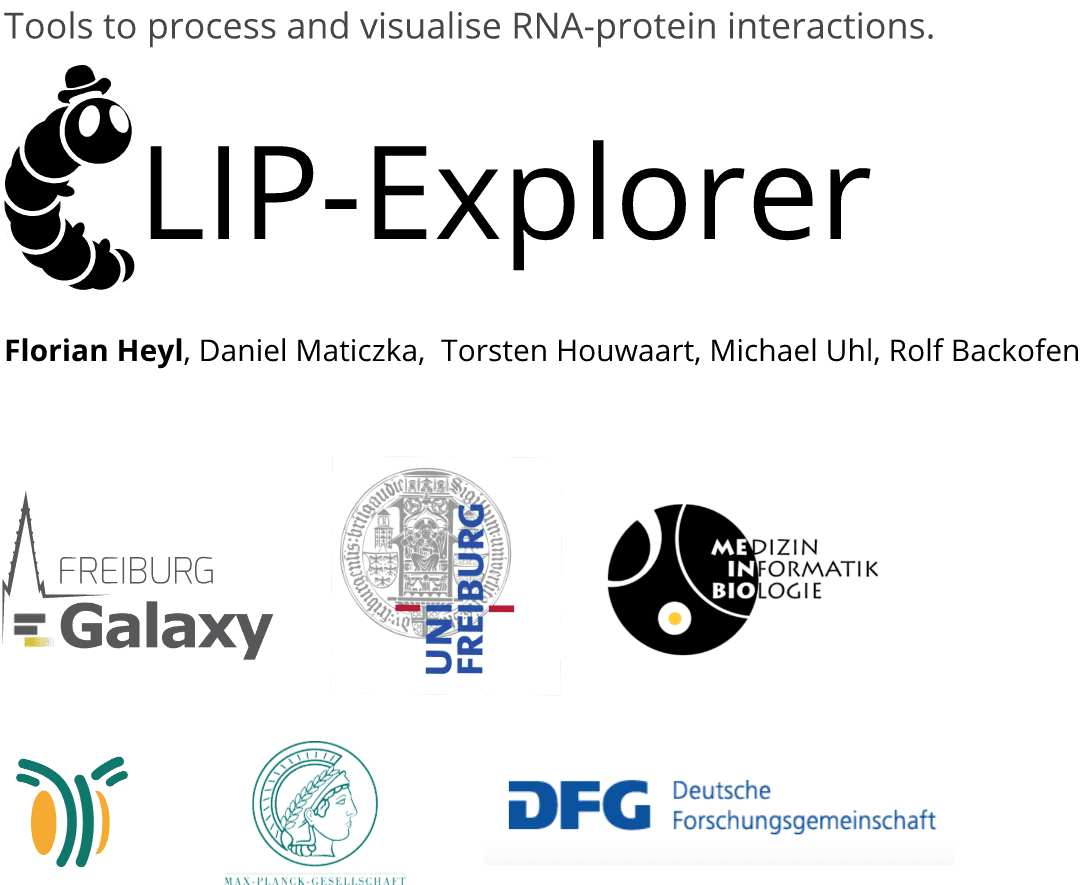 Tools to process and visualise RNA-protein interactions.
CLIP-Explorer
Florian Heyl, Daniel Maticzka, Torsten Houwaart, Michael Uhl, Rolf Backofen
FREIBURG
Galaxy
UNI
FREIBURG
MEDIZIN
INFORMATIK
BIOLOGIE
MAX-PLANCK-GESELLSCHAFT
DFG
Deutsche
Forschungsgemeinschaft